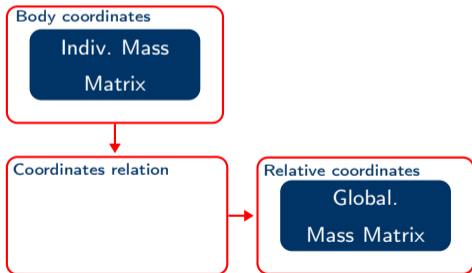 Body coordinates
Indiv. Mass
Matrix
Coordinates relation
Relative coordinates
Global.
Mass Matrix